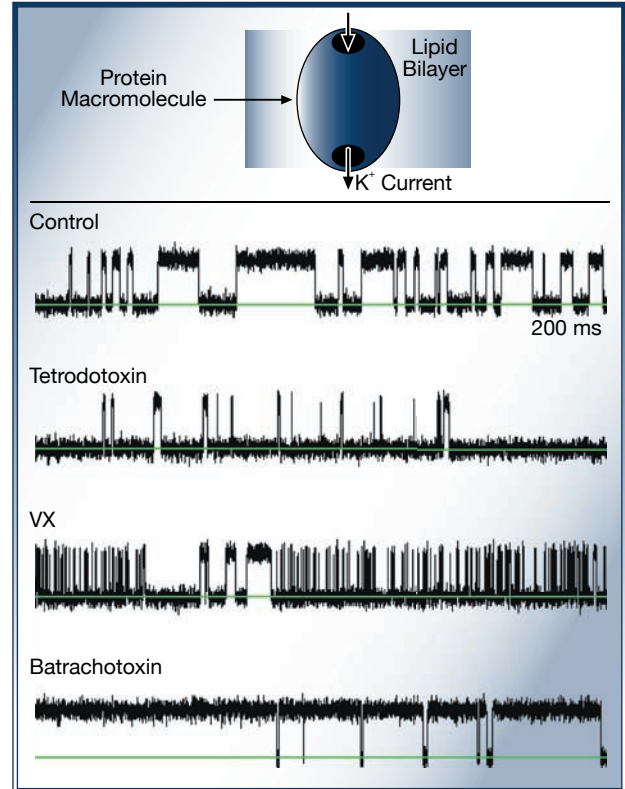 Lipid
Bilayer
Protein
Macromolecule
K⁺ Current
Control
200 ms
Tetrodotoxin
VX
Batrachotoxin